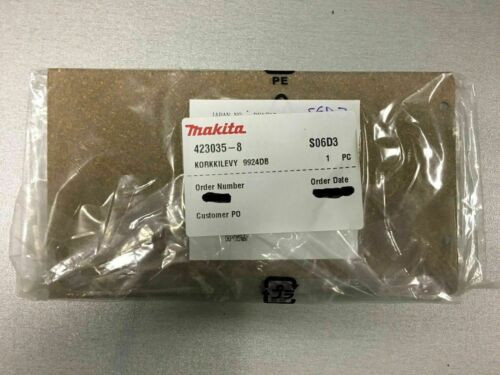 PE
makita
423035-8 S06D3
KORKKILEVY 9924DB 1 PC
Order Number Order Date
Customer PO